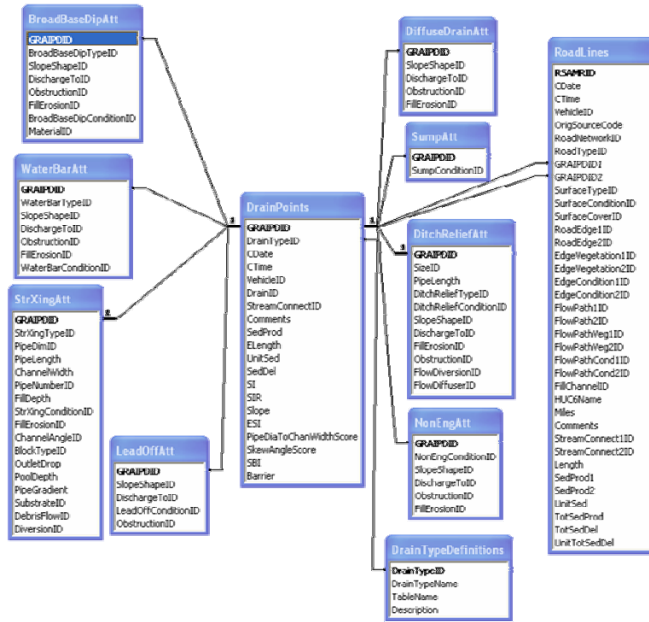 BroadBaseDipAtt
GRAIPDID
BroadBaseDipTypeID
SlopeShapeID
DischargeToID
ObstructionID
FillErosionID
BroadBaseDipConditionID
MaterialID
WaterBarAtt
GRAIPDID
WaterBarTypeID
SlopeShapeID
DischargeToID
ObstructionID
FillErosionID
WaterBarConditionID
StrXingAtt
GRAIPDID
StrXingTypeID
PipeDimID
PipeLength
ChannelWidth
PipeNumberID
FillDepth
StrXingConditionID
FillErosionID
ChannelAngleID
BlockTypeID
OutletDrop
PoolDepth
PipeGradient
SubstrateID
DebrisFlowID
DiversionID
LeadOffAtt
GRAIPDID
SlopeShapeID
DischargeToID
LeadOffConditionID
ObstructionID
DrainPoints
GRAIPDID
DrainTypeID
CDate
CTime
VehicleID
DrainID
StreamConnectID
Comments
SedProd
ELength
UnitSed
SedDel
SI
SIR
Slope
ESI
PipeDiaToChanWidthScore
SkewAngleScore
SBI
Barrier
1
1
1
1
DiffuseDrainAtt
GRAIPDID
SlopeShapeID
DischargeToID
ObstructionID
FillErosionID
SumpAtt
GRAIPDID
SumpConditionID
DitchReliefAtt
GRAIPDID
SizeID
PipeLength
DitchReliefTypeID
DitchReliefConditionID
SlopeShapeID
DischargeToID
FillErosionID
ObstructionID
FlowDiversionID
FlowDiffuserID
NonEngAtt
GRAIPDID
NonEngConditionID
SlopeShapeID
DischargeToID
ObstructionID
FillErosionID
DrainTypeDefinitions
DrainTypeID
DrainTypeName
TableName
Description
RoadLines
RSAMRID
CDate
CTime
VehicleID
OrigSourceCode
RoadNetworkID
RoadTypeID
GRAIPDID1
GRAIPDID2
SurfaceTypeID
SurfaceConditionID
SurfaceCoverID
RoadEdge1ID
RoadEdge2ID
EdgeVegetation1ID
EdgeVegetation2ID
EdgeCondition1ID
EdgeCondition2ID
FlowPath1ID
FlowPath2ID
FlowPathVeg1ID
FlowPathVeg2ID
FlowPathCond1ID
FlowPathCond2ID
FillChannelID
HUC6Name
Miles
Comments
StreamConnect1ID
StreamConnect2ID
Length
SedProd1
SedProd2
UnitSed
TotSedProd
TotSedDel
UnitTotSedDel